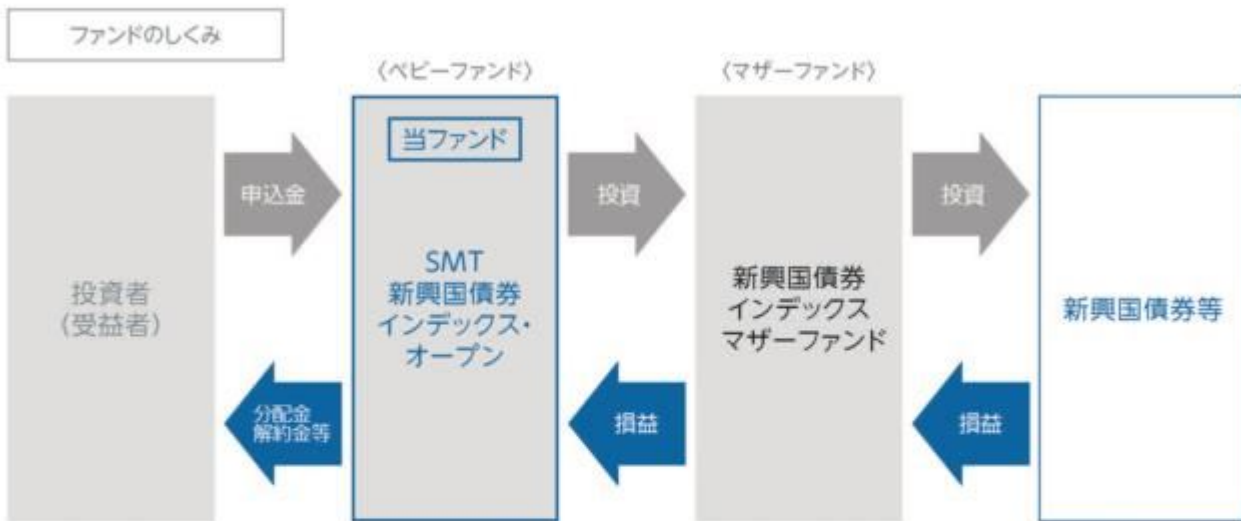 ファンドのしくみ
〈ベビーファンド〉
〈マザーファンド〉
投資者
(受益者)
申込金
分配金
解約金等
当ファンド
SMT
新興国債券
インデックス・
オープン
投資
損益
新興国債券
インデックス
マザーファンド
投資
損益
新興国債券等